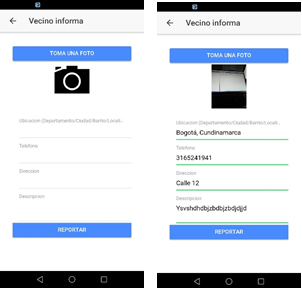 Vecino informa
TOMA UNA FOTO
Ubicacion (Departamento/Ciudad/Barrio/Locali..
Telefono
Direccion
Descripcion
REPORTAR
Vecino informa
TOMA UNA FOTO
Ubicacion (Departamento/Ciudad/Barrio/Locali..
Bogotá, Cundinamarca
Telefono
3165241941
Direccion
Calle 12
Descripcion
REPORTAR